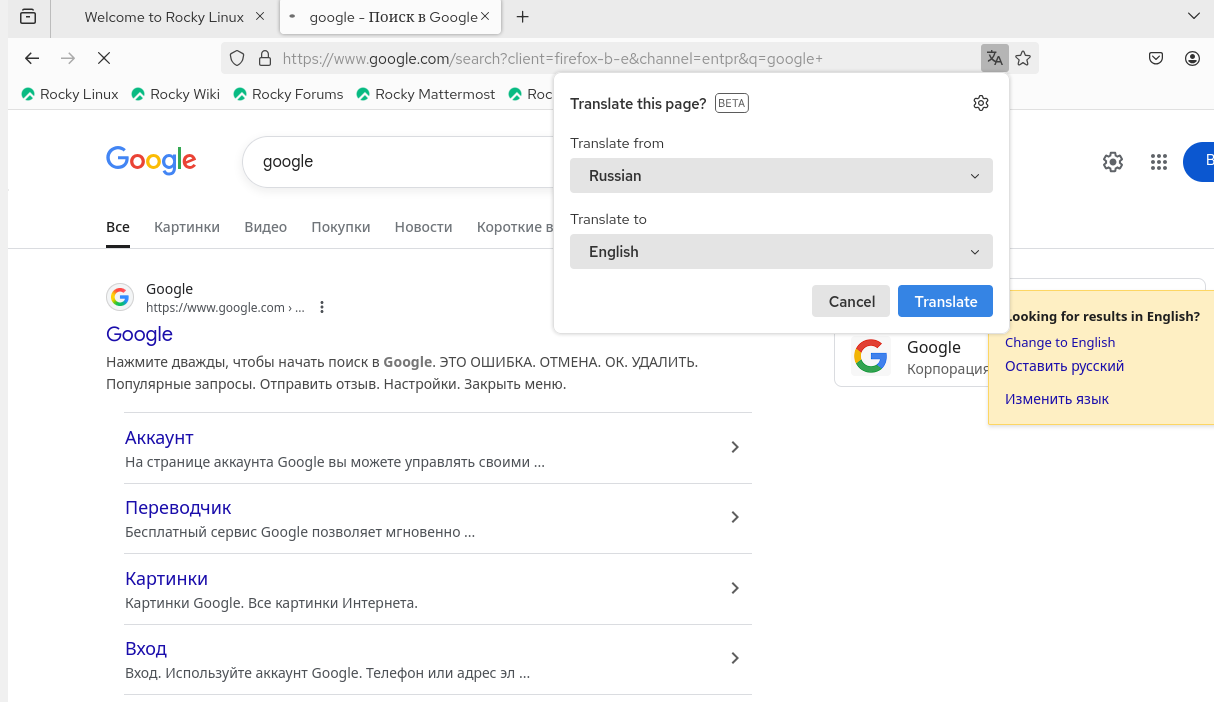 Welcome to Rocky Linux
google - Поиск в Google
https://www.google.com/search?client=firefox-b-e&channel=entpr&q=google+
Rocky Linux
Rocky Wiki
Rocky Forums
Rocky Mattermost
Roc
Translate this page? BETA
Translate from
Russian
Translate to
English
Cancel
Translate
Google
google
Все
Картинки
Видео
Покупки
Новости
Короткие в
Google
https://www.google.com › ...
Google
Нажмите дважды, чтобы начать поиск в Google. ЭТО ОШИБКА. ОТМЕНА. ОК. УДАЛИТЬ.
Популярные запросы. Отправить отзыв. Настройки. Закрыть меню.
Аккаунт
На странице аккаунта Google вы можете управлять своими ...
Переводчик
Бесплатный сервис Google позволяет мгновенно ...
Картинки
Картинки Google. Все картинки Интернета.
Вход
Вход. Используйте аккаунт Google. Телефон или адрес эл ...
Google
Корпорация
ooking for results in English?
Change to English
Оставить русский
Изменить язык